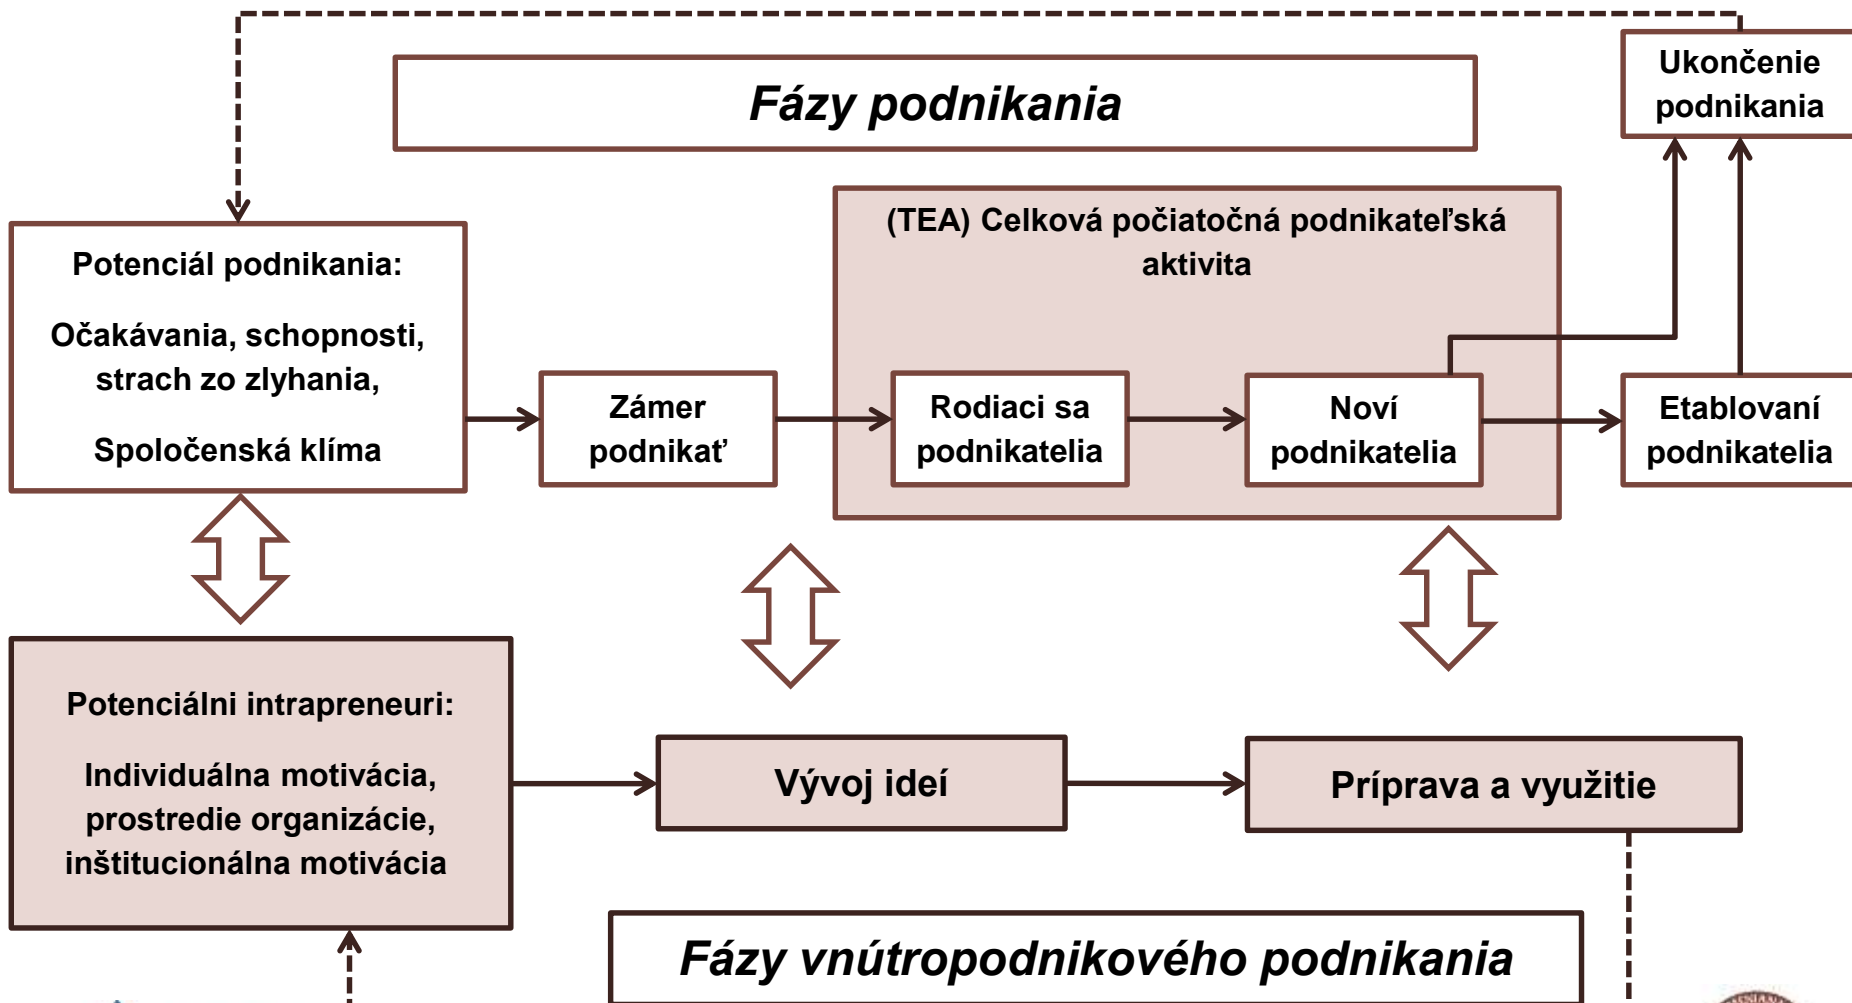 Fázy podnikania
Ukončenie
podnikania
Potenciál podnikania:
Očakávania, schopnosti,
strach zo zlyhania,
Spoločenská klíma
Zámer
podnikať
(TEA) Celková počiatočná podnikateľská
aktivita
Rodiaci sa
podnikatelia
Noví
podnikatelia
Etablovaní
podnikatelia
Potenciálni intrapreneuri:
Individuálna motivácia,
prostredie organizácie,
inštitucionálna motivácia
Vývoj ideí
Príprava a využitie
Fázy vnútropodnikového podnikania